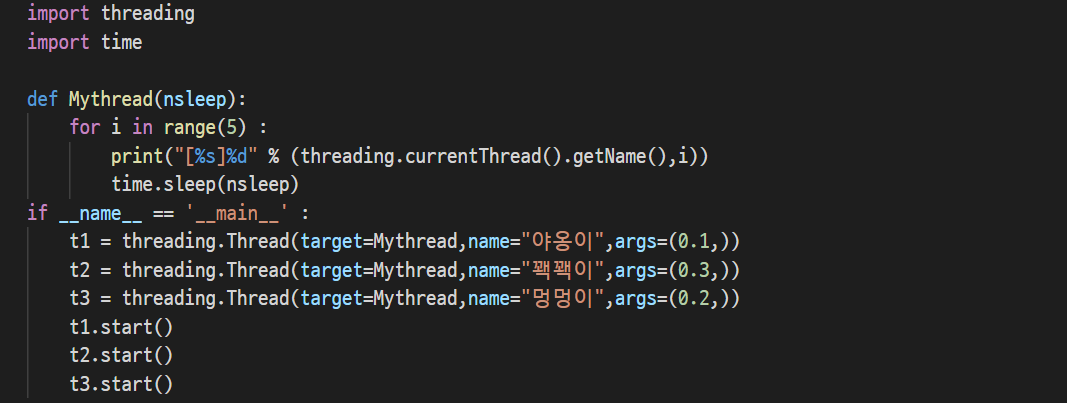 import threading
import time
def Mythread(nsleep):
for i in range(5) :
print("[%s]%d" % (threading.currentThread().getName(),i))
time.sleep(nsleep)
if __name__ == '__main__' :
t1 = threading.Thread(target=Mythread,name="야옹이",args=(0.1,))
t2 = threading.Thread(target=Mythread,name="꽥꽥이",args=(0.3,))
t3 = threading.Thread(target=Mythread,name="멍멍이",args=(0.2,))
t1.start()
t2.start()
t3.start()